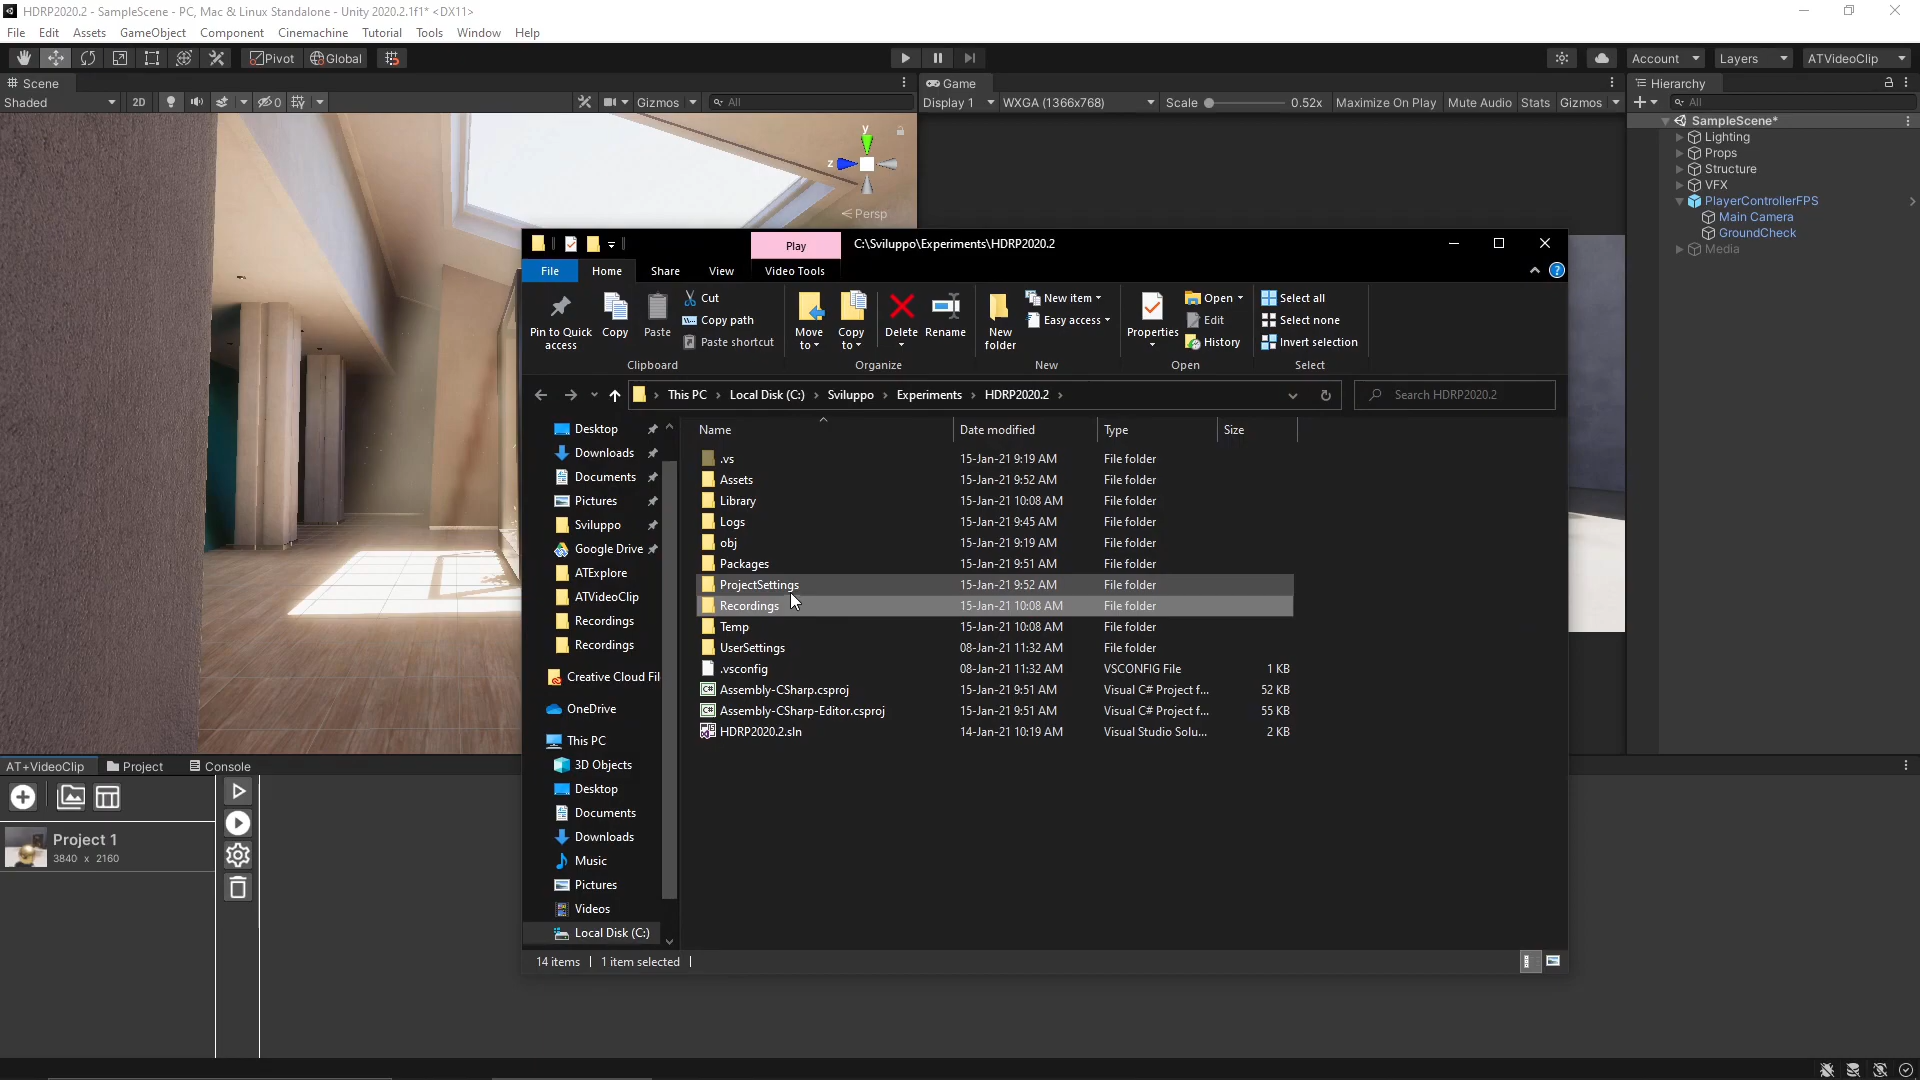 HDRP2020.2 - SampleScene - PC, Mac & Linux Standalone - Unity 2020.2.1f1* <DX11>
File Edit Assets GameObject Component Cinemachine Tutorial Tools Window Help
Pivot Global Account Layers ATVideoClip
Scene Game Hierarchy
Shaded 2D 0 Gizmos All Display 1 WXGA (1366x768) Scale 0.52x Maximize On Play Mute Audio Stats Gizmos All
SampleScene*
Lighting
Props
Structure
VFX
PlayerControllerFPS
Main Camera
GroundCheck
Media
y
z
Persp
Play C:\Sviluppo\Experiments\HDRP2020.2
File Home Share View Video Tools
Pin to Quick access
Copy
Paste
Cut
Copy path
Paste shortcut
Clipboard
Move to
Copy to
Delete
Rename
Organize
New folder
New item
Easy access
New
Properties
Open
Edit
History
Open
Select all
Select none
Invert selection
Select
This PC > Local Disk (C:) > Sviluppo > Experiments > HDRP2020.2 >
Search HDRP2020.2
Desktop
Downloads
Documents
Pictures
Sviluppo
Google Drive
ATExplore
ATVideoClip
Recordings
Recordings
Creative Cloud Fil
OneDrive
This PC
3D Objects
Desktop
Documents
Downloads
Music
Pictures
Videos
Local Disk (C:)
Name Date modified Type Size
.vs 15-Jan-21 9:19 AM File folder
Assets 15-Jan-21 9:52 AM File folder
Library 15-Jan-21 10:08 AM File folder
Logs 15-Jan-21 9:45 AM File folder
obj 15-Jan-21 9:19 AM File folder
Packages 15-Jan-21 9:51 AM File folder
ProjectSettings 15-Jan-21 9:52 AM File folder
Recordings 15-Jan-21 10:08 AM File folder
Temp 15-Jan-21 10:08 AM File folder
UserSettings 08-Jan-21 11:32 AM File folder
.vsconfig 08-Jan-21 11:32 AM VSCONFIG File 1 KB
Assembly-CSharp.csproj 15-Jan-21 9:51 AM Visual C# Project f... 52 KB
Assembly-CSharp-Editor.csproj 15-Jan-21 9:51 AM Visual C# Project f... 55 KB
HDRP2020.2.sln 14-Jan-21 10:19 AM Visual Studio Solu... 2 KB
14 items 1 item selected
AT+VideoClip Project Console
Project 1
3840 x 2160